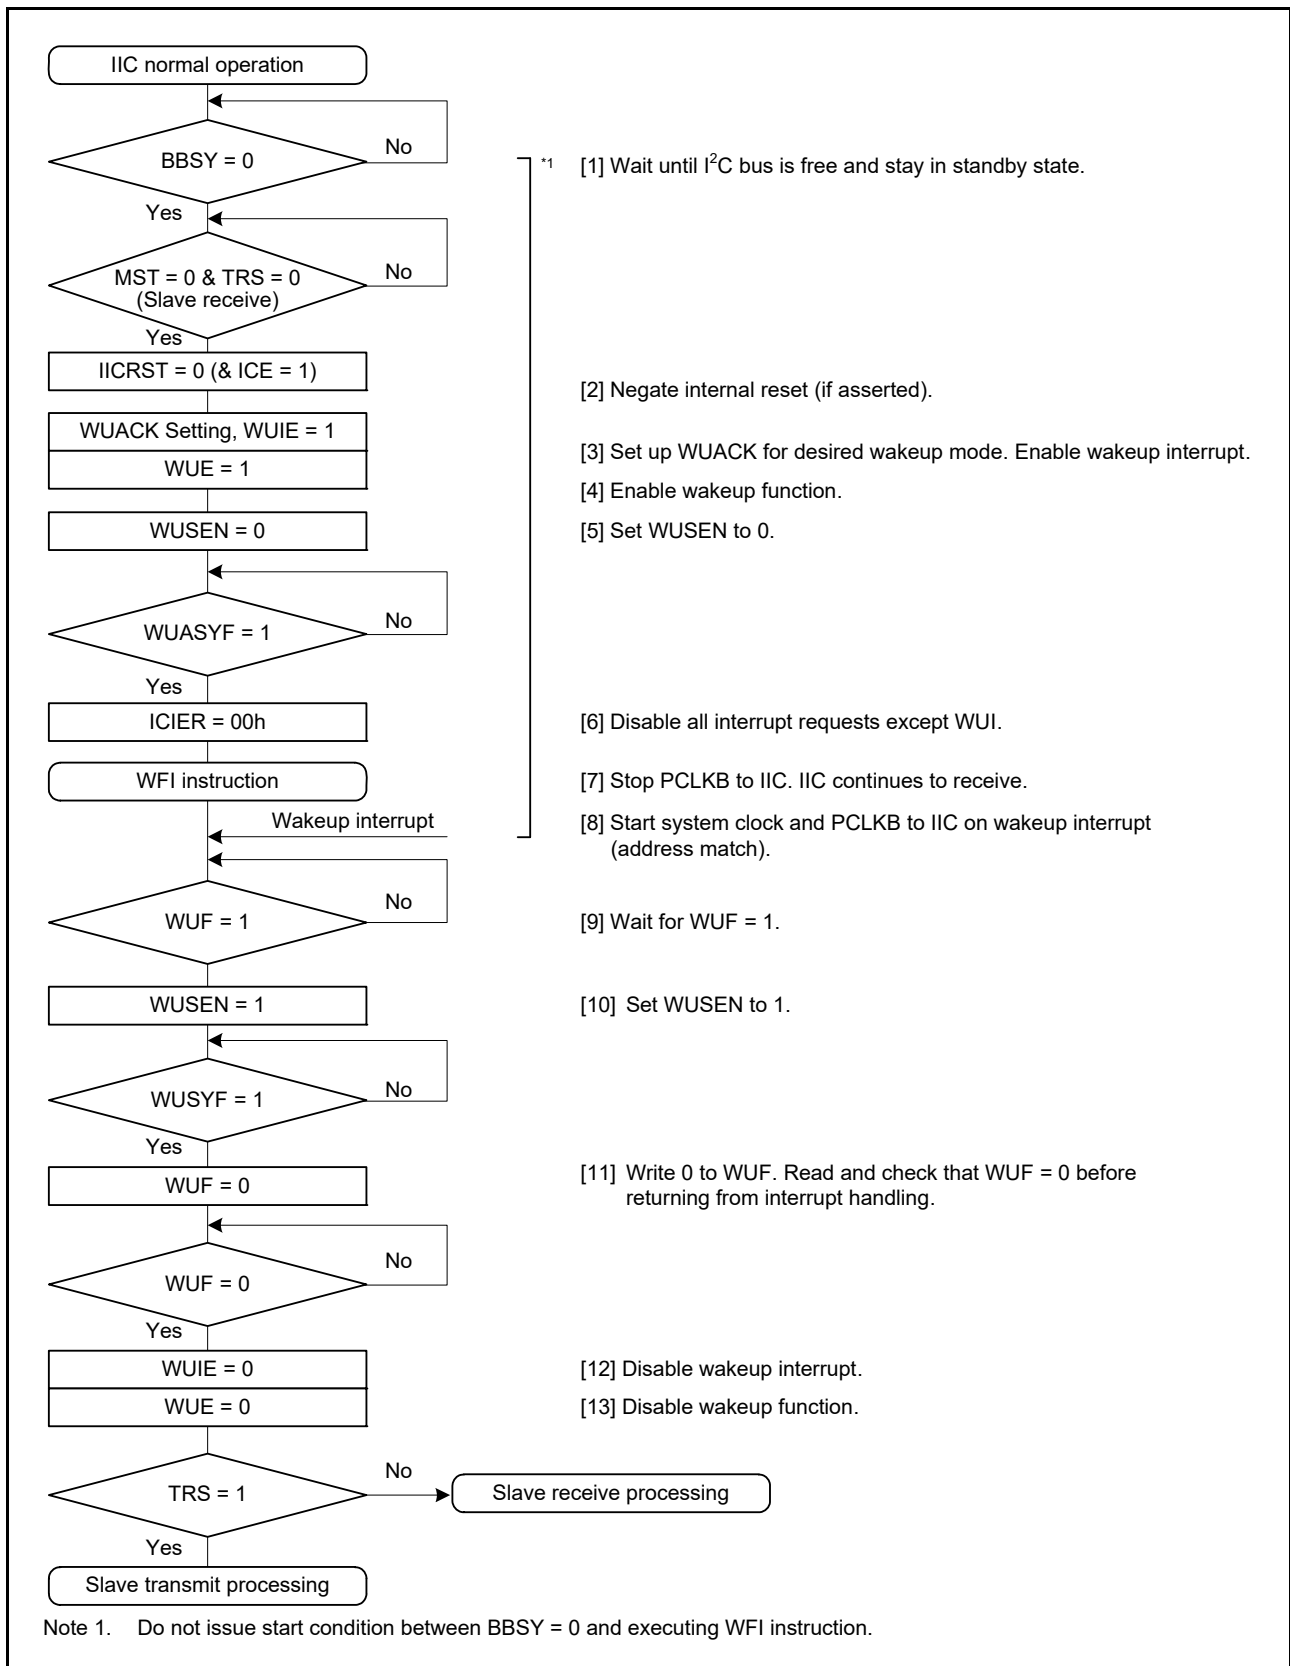 IIC normal operation
BBSY = 0
No
*1
[1] Wait until I²C bus is free and stay in standby state.
Yes
MST = 0 & TRS = 0
(Slave receive)
No
Yes
IICRST = 0 (& ICE = 1)
[2] Negate internal reset (if asserted).
WUACK Setting, WUIE = 1
[3] Set up WUACK for desired wakeup mode. Enable wakeup interrupt.
WUE = 1
[4] Enable wakeup function.
WUSEN = 0
[5] Set WUSEN to 0.
WUASYF = 1
No
Yes
ICIER = 00h
[6] Disable all interrupt requests except WUI.
WFI instruction
[7] Stop PCLKB to IIC. IIC continues to receive.
Wakeup interrupt
[8] Start system clock and PCLKB to IIC on wakeup interrupt
(address match).
WUF = 1
No
[9] Wait for WUF = 1.
WUSEN = 1
[10] Set WUSEN to 1.
WUSYF = 1
No
Yes
WUF = 0
[11] Write 0 to WUF. Read and check that WUF = 0 before
returning from interrupt handling.
WUF = 0
No
Yes
WUIE = 0
[12] Disable wakeup interrupt.
WUE = 0
[13] Disable wakeup function.
TRS = 1
No
Slave receive processing
Yes
Slave transmit processing
Note 1. Do not issue start condition between BBSY = 0 and executing WFI instruction.